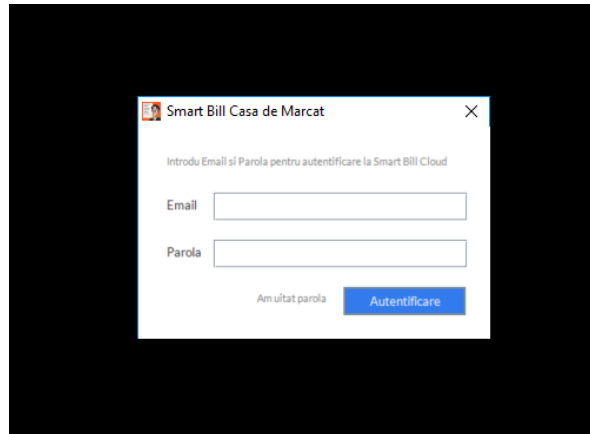 Smart Bill Casa de Marcat
Introdu Email si Parola pentru autentificare la Smart Bill Cloud
Email
Parola
Am uitat parola
Autentificare